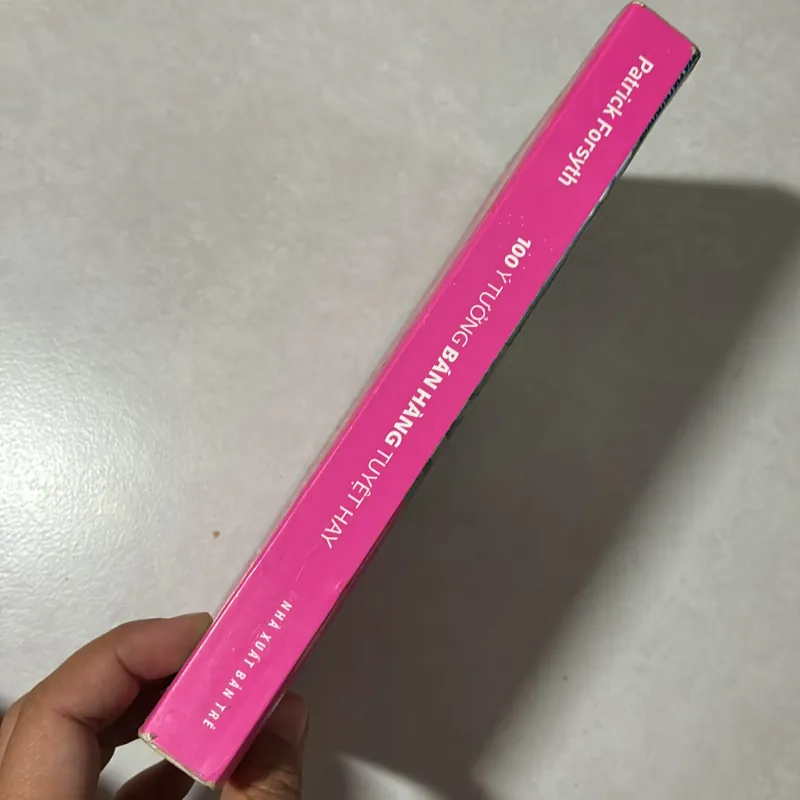 Patrick Forsyth
100 Ý TƯỞNG BÁN HÀNG TUYỆT HAY
NHÀ XUẤT BẢN TRẺ